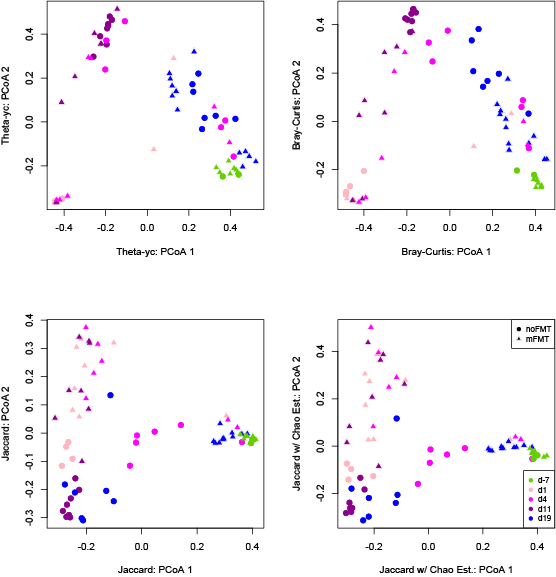 0.4
0.2
0.0
-0.2
Theta-yc: PCoA 2
-0.4 -0.2 0.0 0.2 0.4
Theta-yc: PCoA 1
0.4
0.2
0.0
-0.2
Bray-Curtis: PCoA 2
-0.4 -0.2 0.0 0.2 0.4
Bray-Curtis: PCoA 1
0.4
0.3
0.2
0.1
0.0
-0.1
-0.2
-0.3
Jaccard: PCoA 2
-0.2 0.0 0.2 0.4
Jaccard: PCoA 1
noFMT
mFMT
0.4
0.2
0.0
-0.2
Jaccard w/ Chao Est.: PCoA 2
d-7
d1
d4
d11
d19
-0.2 0.0 0.2 0.4
Jaccard w/ Chao Est.: PCoA 1